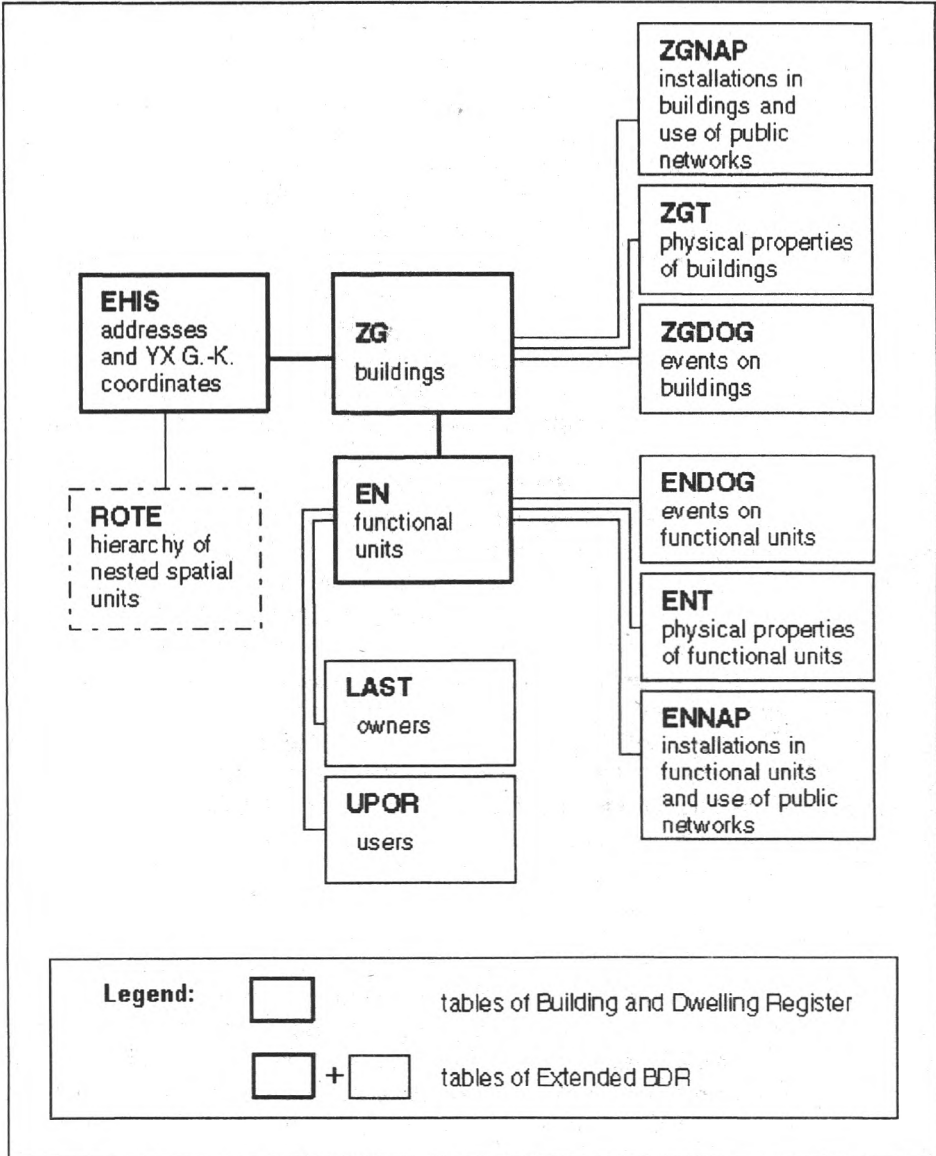 ZGNAP
installations in
buildings and
use of public
networks
ZGT
physical properties
of buildings
EHIS
addresses
and YX G.-K.
coordinates
ZG
buildings
ZGDOG
events on
buildings
ROTE
hierarchy of
nested spatial
units
EN
functional
units
ENDOG
events on
functional units
ENT
physical properties
of functional units
LAST
owners
ENNAP
installations in
functional units
and use of public
networks
UPOR
users
Legend:
tables of Building and Dwelling Register
+
tables of Extended BDR